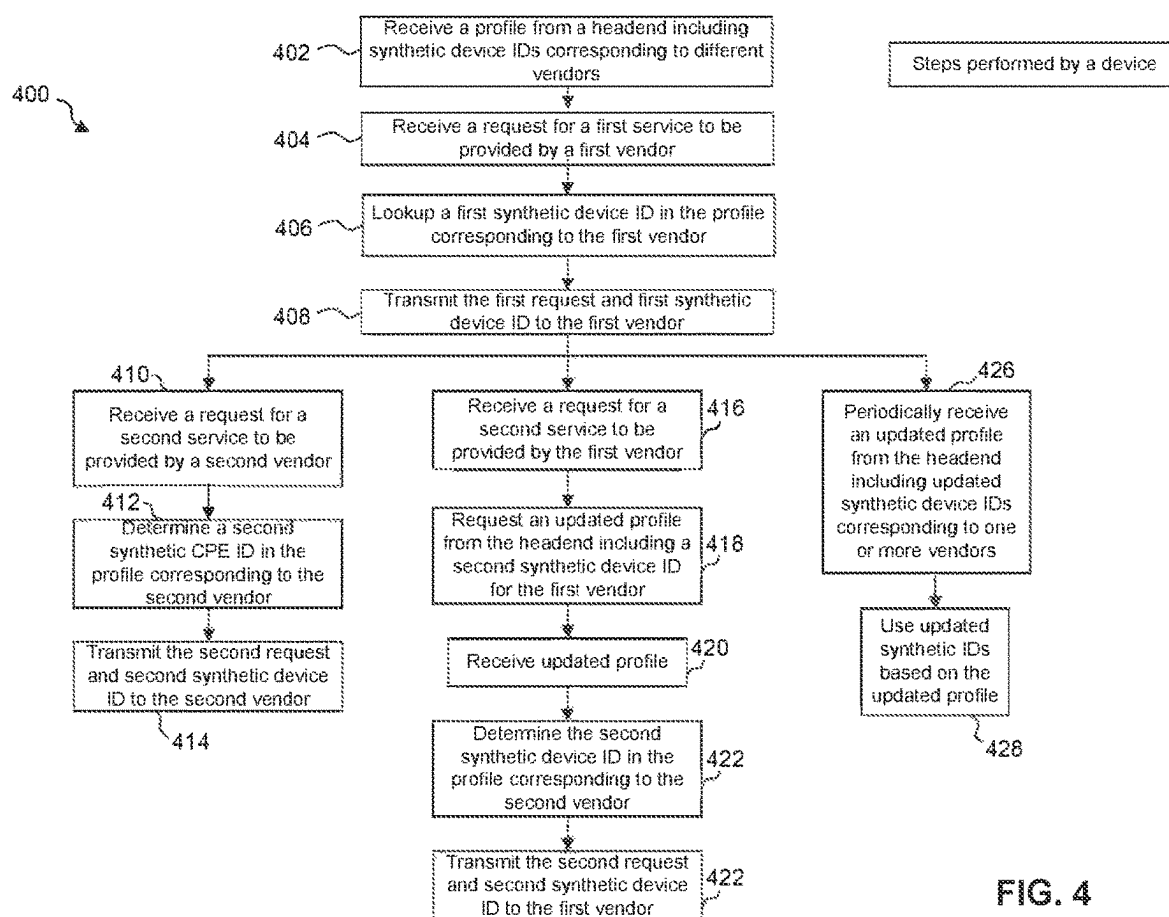 Receive a profile from a headend including
synthetic device IDs corresponding to different
vendors
402
Steps performed by a device
400
Receive a request for a first service to be
provided by a first vendor
404
Lookup a first synthetic device ID in the profile
corresponding to the first vendor
406
Transmit the first request and first synthetic
device ID to the first vendor
408
410
Receive a request for a
second service to be
provided by a second vendor
412
Determine a second
synthetic CPE ID in the
profile corresponding to the
second vendor
Transmit the second request
and second synthetic device
ID to the second vendor
414
Receive a request for a
second service to be
provided by the first vendor
416
Request an updated profile
from the headend including a
second synthetic device ID
for the first vendor
418
Receive updated profile
420
Determine the second
synthetic device ID in the
profile corresponding to the
second vendor
422
Transmit the second request
and second synthetic device
ID to the first vendor
422
426
Periodically receive
an updated profile
from the headend
including updated
synthetic device IDs
corresponding to one
or more vendors
Use updated
synthetic IDs
based on the
updated profile
428
FIG. 4